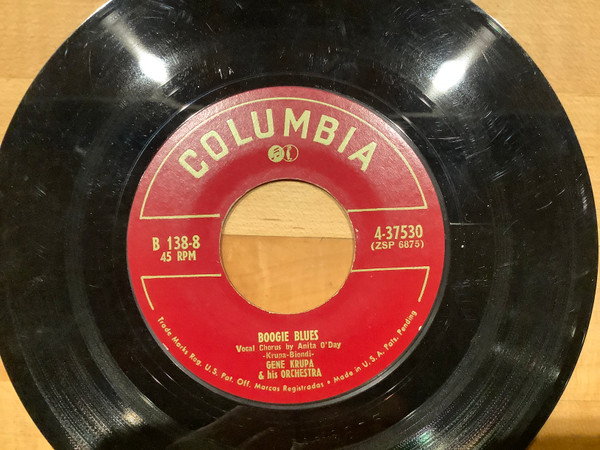 COLUMBIA
B 138-8
45 RPM
4-37530
(ZSP 6875)
BOOGIE BLUES
Vocal Chorus by Anita O'Day
-Krupa-Biondi-
GENE KRUPA
& his ORCHESTRA
Trade Marks Reg. U.S. Pat. Off. Marcas Registradas • Made in U.S.A. Pats. Pending